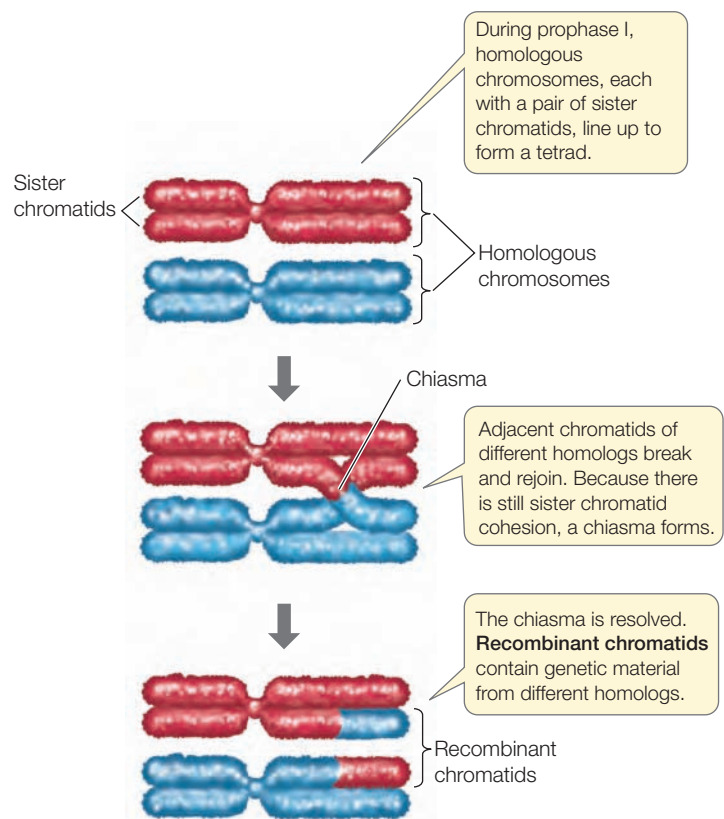 During prophase I,
homologous
chromosomes, each
with a pair of sister
chromatids, line up to
form a tetrad.
Sister
chromatids
Homologous
chromosomes
Chiasma
Adjacent chromatids of
different homologs break
and rejoin. Because there
is still sister chromatid
cohesion, a chiasma forms.
The chiasma is resolved.
Recombinant chromatids
contain genetic material
from different homologs.
Recombinant
chromatids